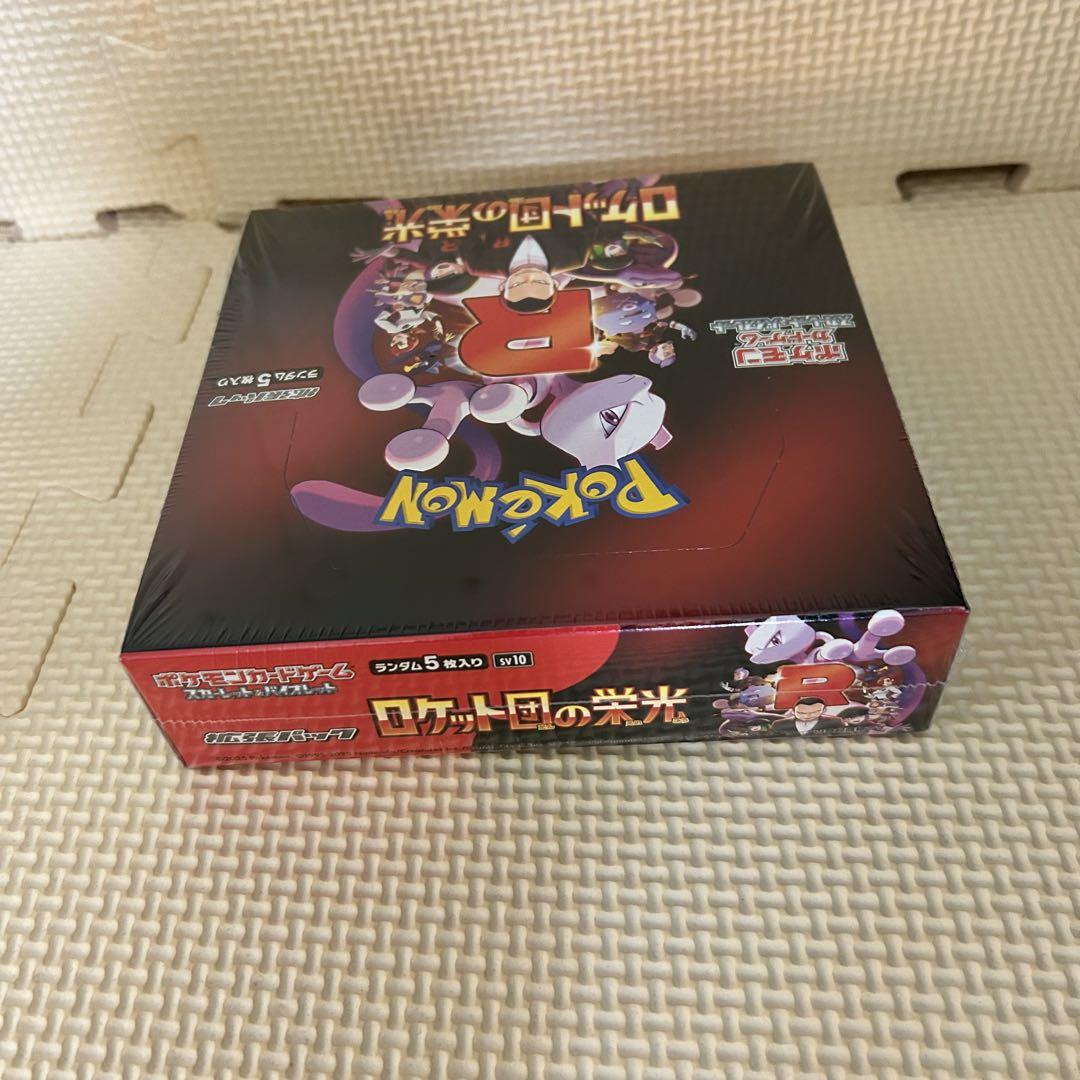 ロケット団の栄光
ポケモン
カードゲーム
スカーレット&バイオレット
拡張パック
ランダム5枚入り
R
POKéMON
ポケモンカードゲーム
スカーレット&バイオレット
ランダム5枚入り
SV10
ロケット団の栄光
拡張パック
R